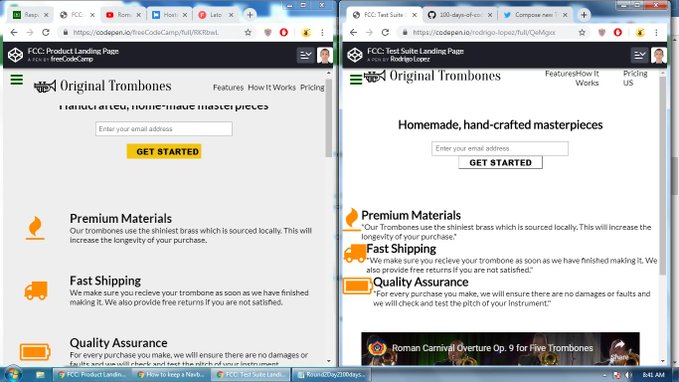 Resp
Rom
Hosti
Leto
https://codepen.io/freeCodeCamp/full/RKRbwL
FCC: Product Landing Page
A PEN BY freeCodeCamp
Original Trombones
Features How It Works Pricing
Handcrafted, home-made masterpieces
Enter your email address
GET STARTED
Premium Materials
Our trombones use the shiniest brass which is sourced locally. This will
increase the longevity of your purchase.
Fast Shipping
We make sure you recieve your trombone as soon as we have finished
making it. We also provide free returns if you are not satisfied.
Quality Assurance
For every purchase you make, we will ensure there are no damages or
faults and we will check and test the pitch of your instrument.
FCC: Test Suite
100-days-of-co
Compose new T
https://codepen.io/rodrigo-lopez/full/QeMgxx
FCC: Test Suite Landing Page
A PEN BY Rodrigo Lopez
Original Trombones
FeaturesHow It
Works
Pricing
US
Homemade, hand-crafted masterpieces
Enter your email address
GET STARTED
Premium Materials
"Our Trombones use the shiniest brass which is sourced locally. This will
increase the longevity of your purchase."
Fast Shipping
"We make sure you recieve your trombone as soon as we have finished making it. We
also provide free returns if you are not satisfied."
Quality Assurance
"For every purchase you make, we will ensure there are no damages or faults and
we will check and test the pitch of your instrument."
Roman Carnival Overture Op. 9 for Five Trombones
Share
FCC: Product Landin...
How to keep a Navb...
FCC: Test Suite Landi...
Round2Day2100days...
8:41 AM